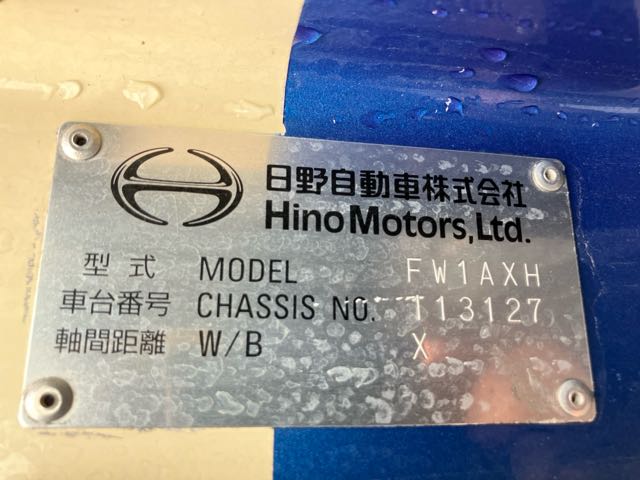 日野自動車株式会社
Hino Motors, Ltd.
型式 MODEL FW1AXH
車台番号 CHASSIS NO. T13127
軸間距離 W/B X